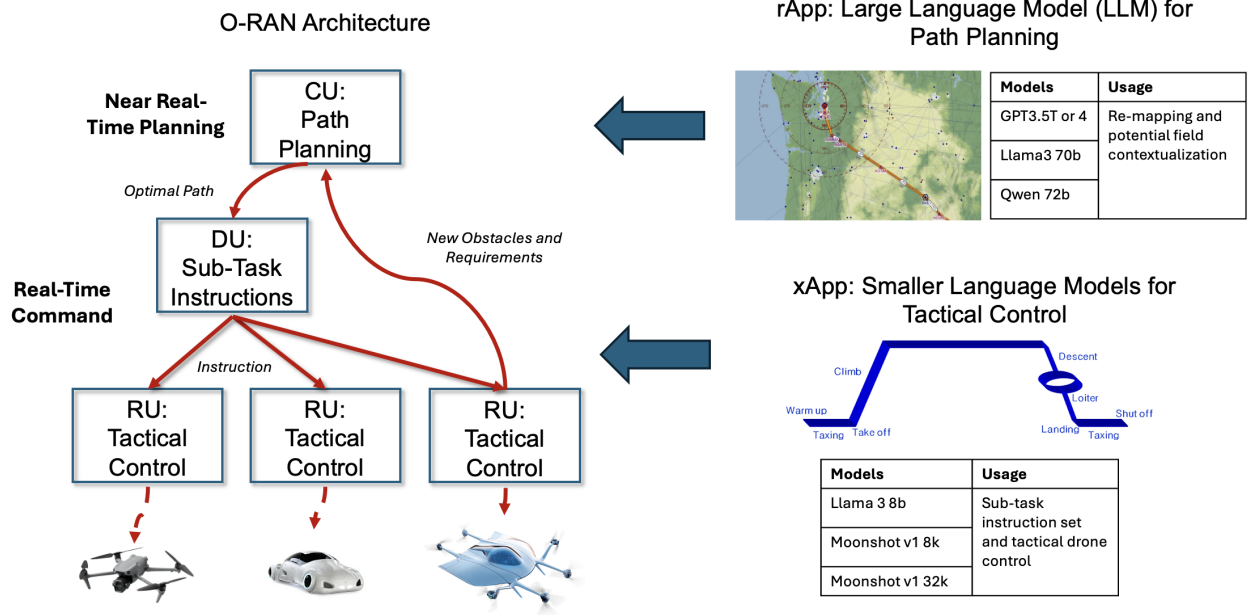 O-RAN Architecture
CU:
Path
Planning
Near Real-
Time Planning
Optimal Path
DU:
Sub-Task
Instructions
New Obstacles and
Requirements
Real-Time
Command
Instruction
RU:
Tactical
Control
RU:
Tactical
Control
RU:
Tactical
Control
rApp: Large Language Model (LLM) for
Path Planning
Models
Usage
GPT3.5T or 4
Llama3 70b
Qwen 72b
Re-mapping and
potential field
contextualization
xApp: Smaller Language Models for
Tactical Control
Warm up
Taxing
Take off
Climb
Descent
Loiter
Landing
Taxing
Shut off
Models
Usage
Llama 3 8b
Moonshot v1 8k
Moonshot v1 32k
Sub-task
instruction set
and tactical drone
control